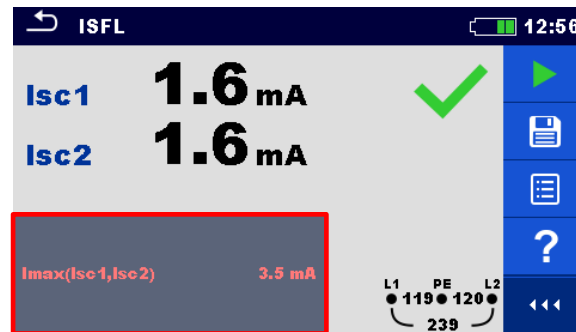 ISFL 12:56
Isc1 1.6 mA
Isc2 1.6 mA
Imax(Isc1,Isc2) 3.5 mA
?
L1 PE L2
119 120
239